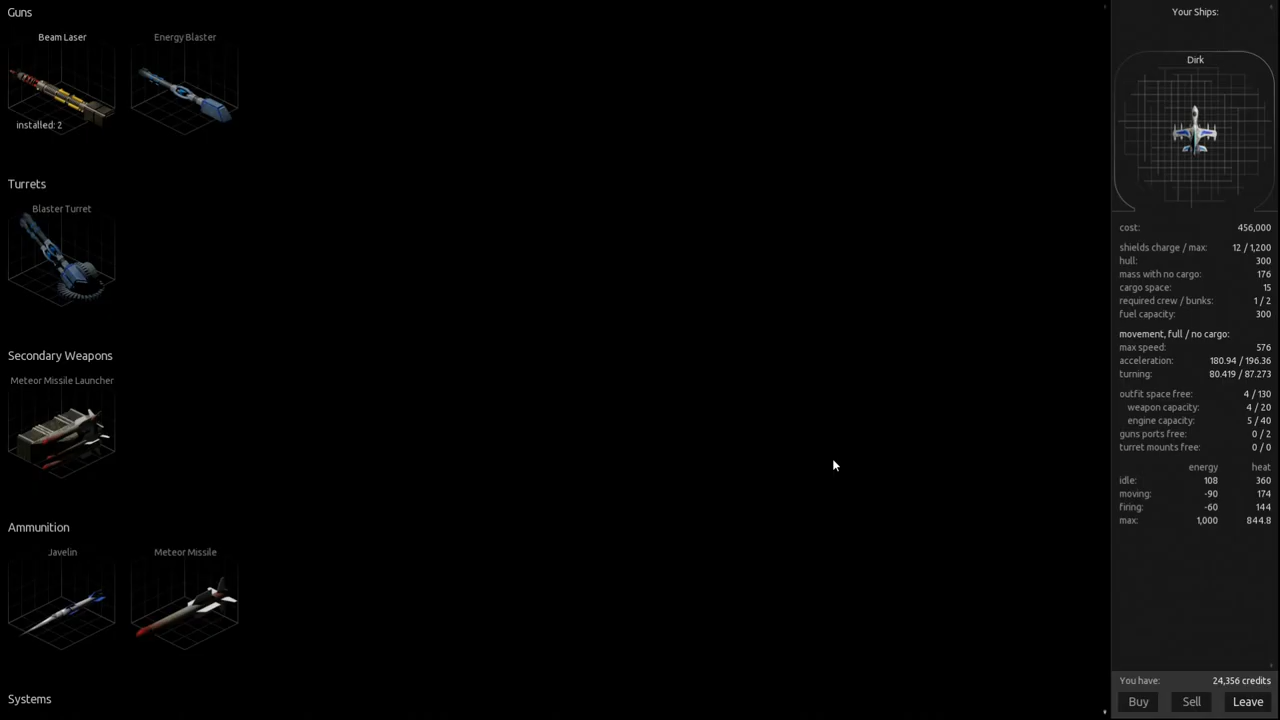 Guns
Beam Laser
Energy Blaster
installed: 2
Turrets
Blaster Turret
Secondary Weapons
Meteor Missile Launcher
Ammunition
Javelin
Meteor Missile
Systems
Your Ships:
Dirk
cost: 456,000
shields charge / max: 12 / 1,200
hull: 300
mass with no cargo: 176
cargo space: 15
required crew / bunks: 1 / 2
fuel capacity: 300
movement, full / no cargo:
max speed: 576
acceleration: 180.94 / 196.36
turning: 80.419 / 87.273
outfit space free: 4 / 130
weapon capacity: 4 / 20
engine capacity: 5 / 40
guns ports free: 0 / 2
turret mounts free: 0 / 0
energy heat
idle: 108 360
moving: -90 174
firing: -60 144
max: 1,000 844.8
You have: 24,356 credits
Buy Sell Leave